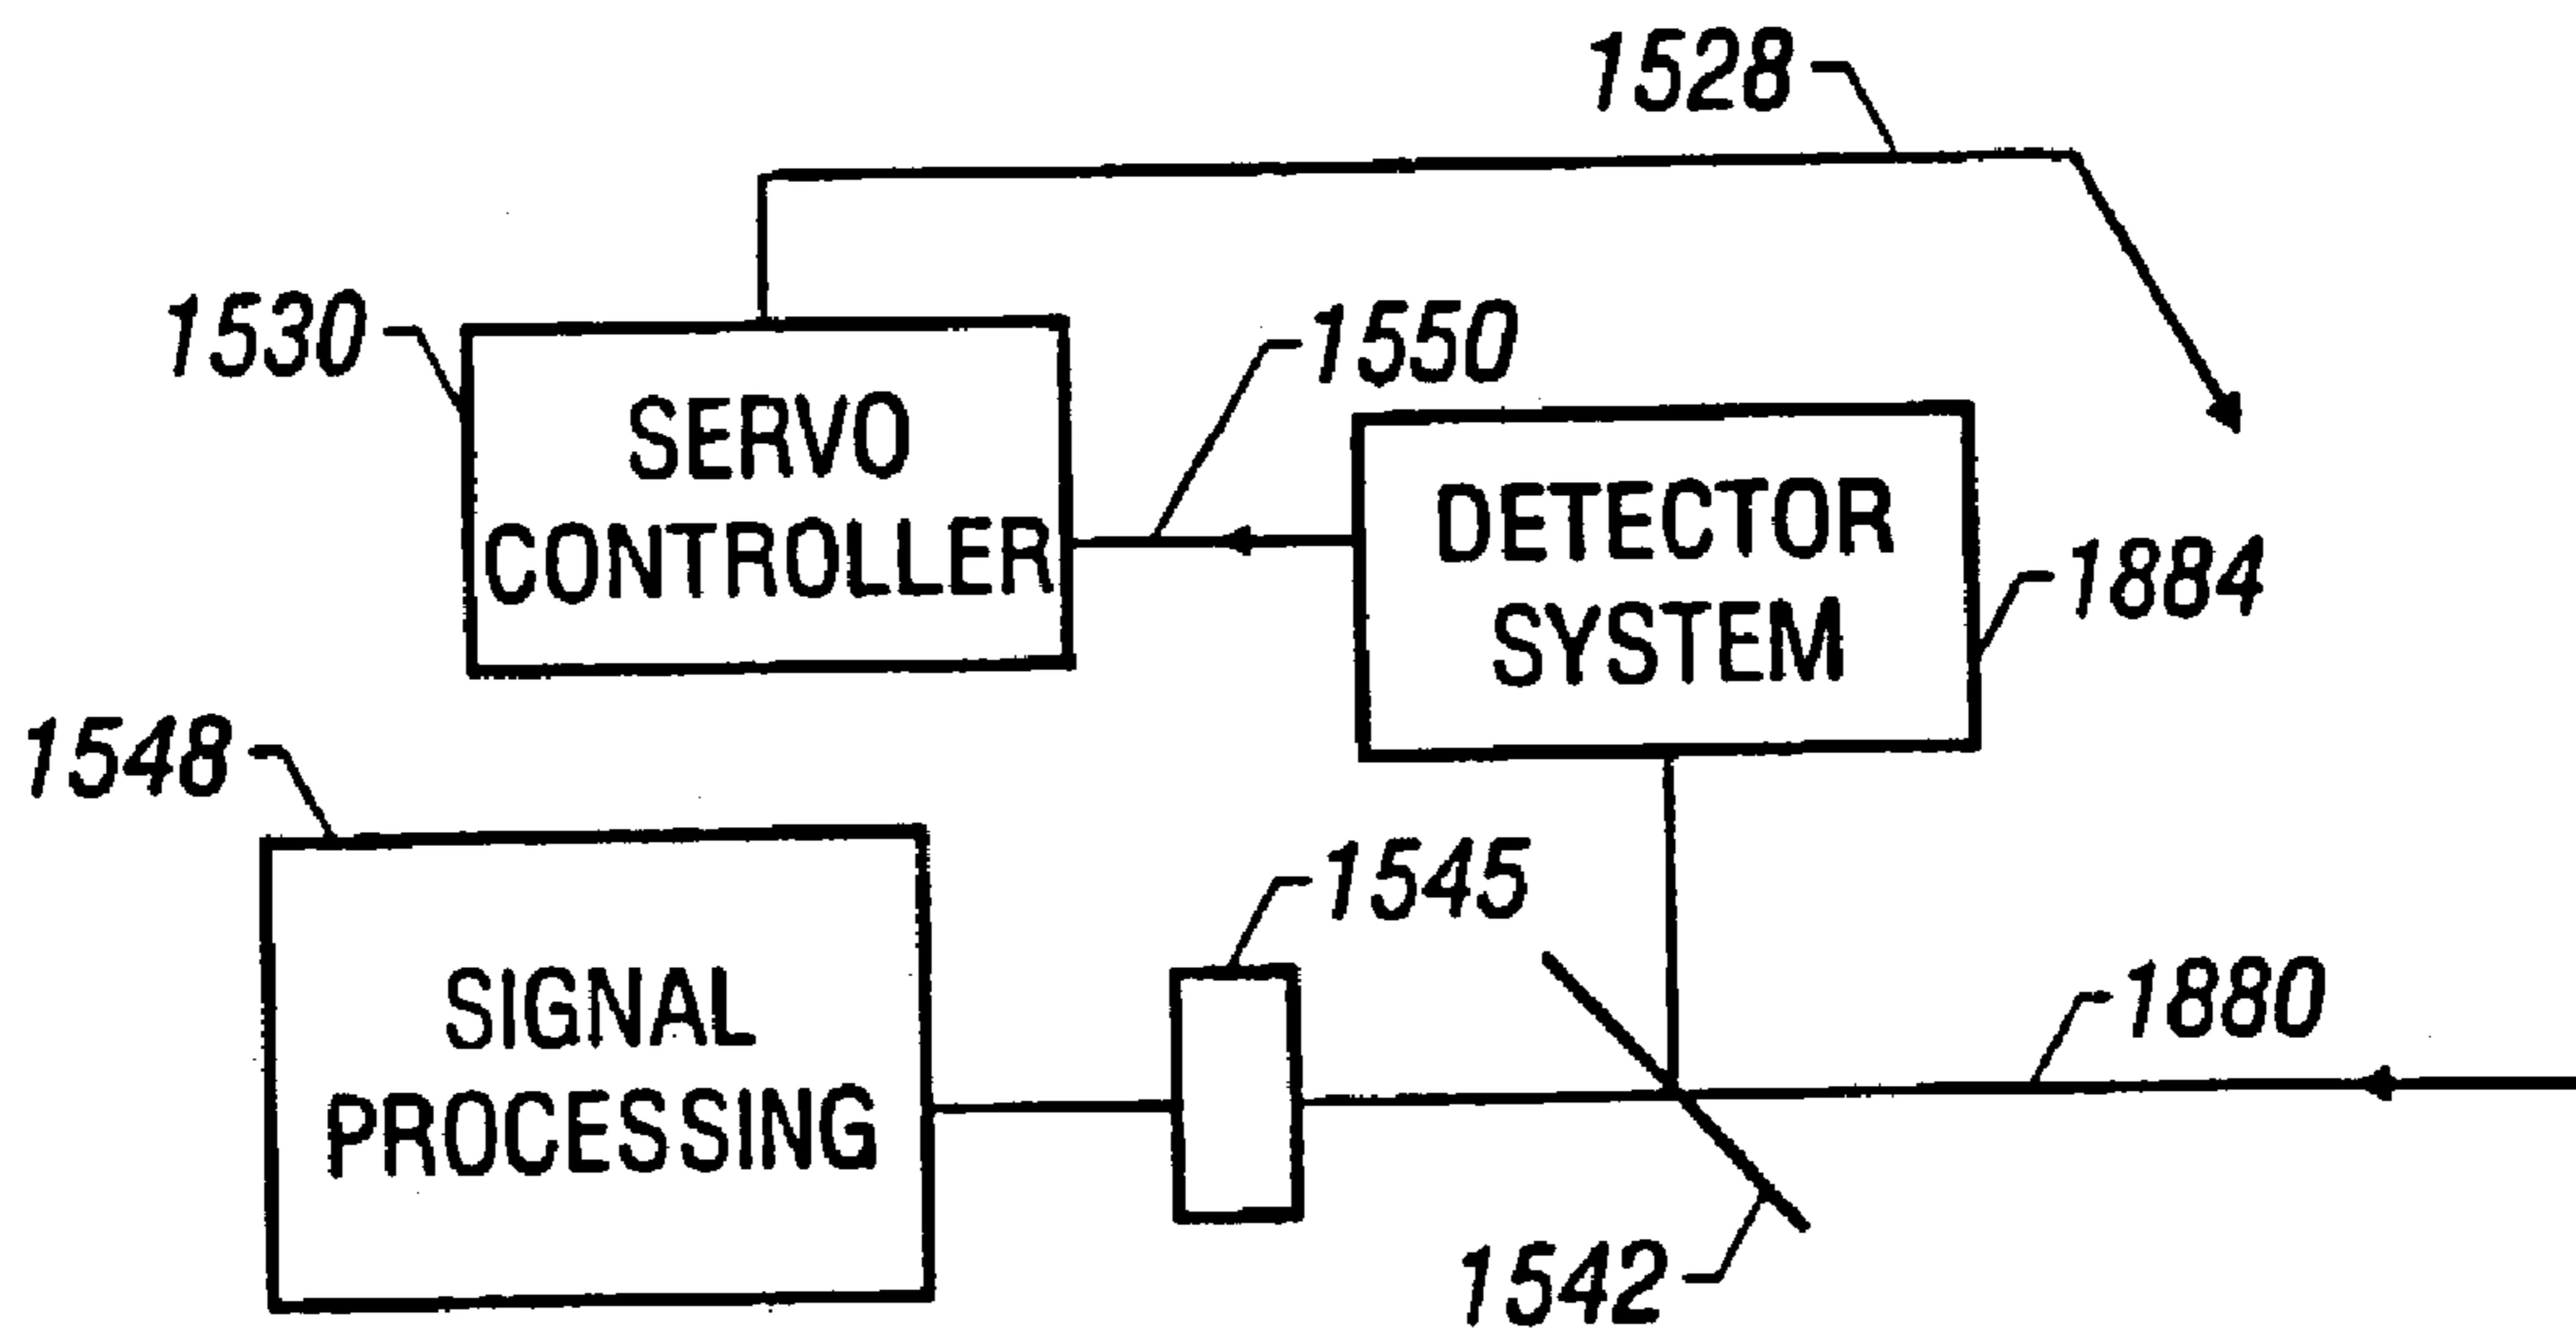 1528
1530
1550
SERVO
CONTROLLER
DETECTOR
SYSTEM
1884
1548
1545
SIGNAL
PROCESSING
1880
1542